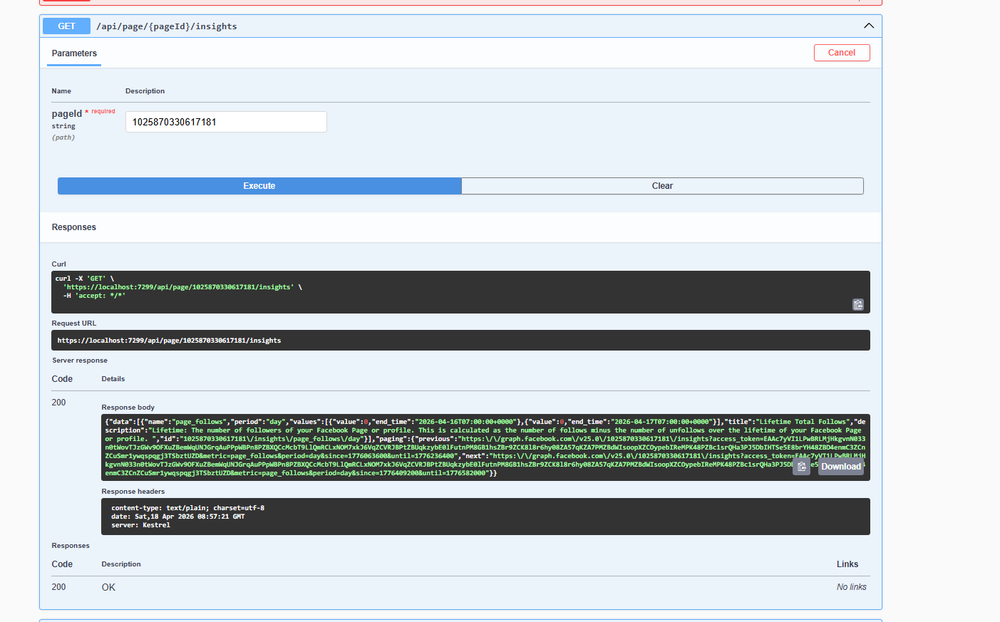 GET /api/page/{pageId}/insights
Parameters
Cancel
Name Description
pageId * required
string
(path)
1025870330617181
Execute
Clear
Responses
Curl
curl -X 'GET' \
'https://localhost:7299/api/page/1025870330617181/insights' \
-H 'accept: */*'
Request URL
https://localhost:7299/api/page/1025870330617181/insights
Server response
Code Details
200
Response body
{"data":[{"name":"page_follows","period":"day","values":[{"value":0,"end_time":"2026-04-16T07:00:00+0000"},{"value":0,"end_time":"2026-04-17T07:00:00+0000"}],"title":"Lifetime Total Follows","de
scription":"Lifetime: The number of followers of your Facebook Page or profile. This is calculated as the number of follows minus the number of unfollows over the lifetime of your Facebook Page
or profile. ","id":"1025870330617181\/insights\/page_follows\/day"}],"paging":{"previous":"https:\/\/graph.facebook.com\/v25.0\/1025870330617181\/insights?access_token=
&metric=page_follows&period=day&since=1776063600&until=1776236400","next":"https:\/\/graph.facebook.com\/v25.0\/1025870330617181\/insights?access_token=
&metric=page_follows&period=day&since=1776409200&until=1776582000"}}
Download
Response headers
content-type: text/plain; charset=utf-8
date: Sat,18 Apr 2026 08:57:21 GMT
server: Kestrel
Responses
Code Description Links
200 OK No links